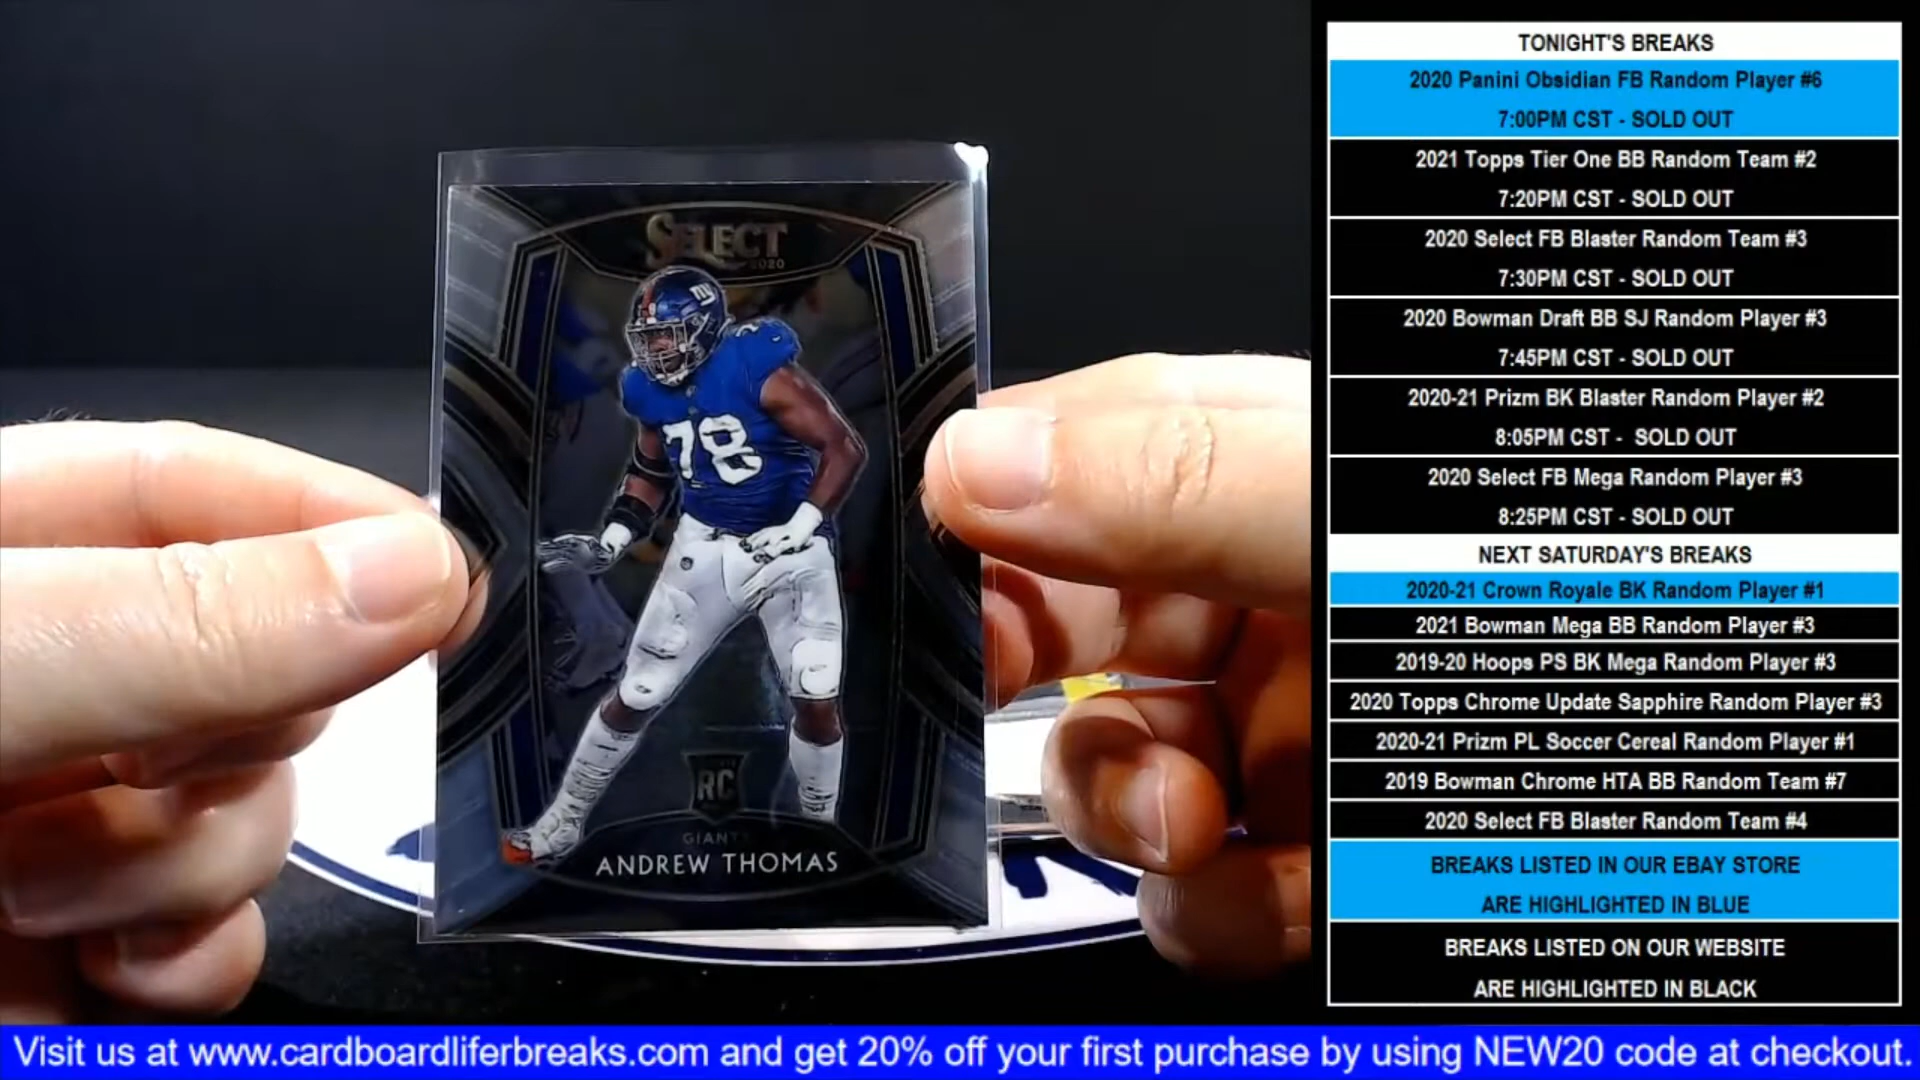 SELECT
2020
ny
78
RC
GIANTS
ANDREW THOMAS
TONIGHT'S BREAKS
2020 Panini Obsidian FB Random Player #6
7:00PM CST - SOLD OUT
2021 Topps Tier One BB Random Team #2
7:20PM CST - SOLD OUT
2020 Select FB Blaster Random Team #3
7:30PM CST - SOLD OUT
2020 Bowman Draft BB SJ Random Player #3
7:45PM CST - SOLD OUT
2020-21 Prizm BK Blaster Random Player #2
8:05PM CST - SOLD OUT
2020 Select FB Mega Random Player #3
8:25PM CST - SOLD OUT
NEXT SATURDAY'S BREAKS
2020-21 Crown Royale BK Random Player #1
2021 Bowman Mega BB Random Player #3
2019-20 Hoops PS BK Mega Random Player #3
2020 Topps Chrome Update Sapphire Random Player #3
2020-21 Prizm PL Soccer Cereal Random Player #1
2019 Bowman Chrome HTA BB Random Team #7
2020 Select FB Blaster Random Team #4
BREAKS LISTED IN OUR EBAY STORE
ARE HIGHLIGHTED IN BLUE
BREAKS LISTED ON OUR WEBSITE
ARE HIGHLIGHTED IN BLACK
Visit us at www.cardboardliferbreaks.com and get 20% off your first purchase by using NEW20 code at checkout.